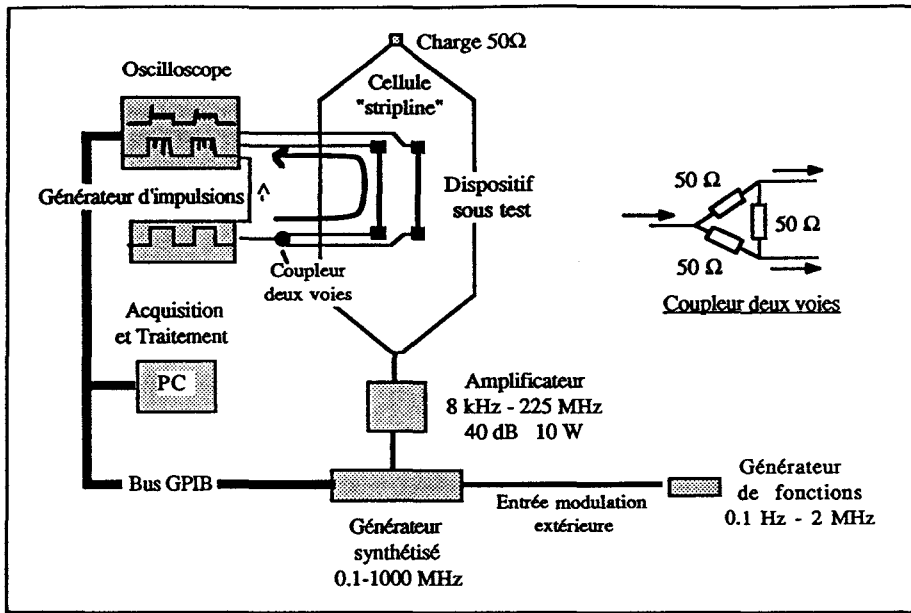 Charge 50Ω
Oscilloscope
Cellule
"stripline"
Générateur d'impulsions
Dispositif
sous test
Coupleur
deux voies
50 Ω
50 Ω
50 Ω
Coupleur deux voies
Acquisition
et Traitement
PC
Amplificateur
8 kHz - 225 MHz
40 dB 10 W
Bus GPIB
Entrée modulation
extérieure
Générateur
de fonctions
0.1 Hz - 2 MHz
Générateur
synthétisé
0.1-1000 MHz